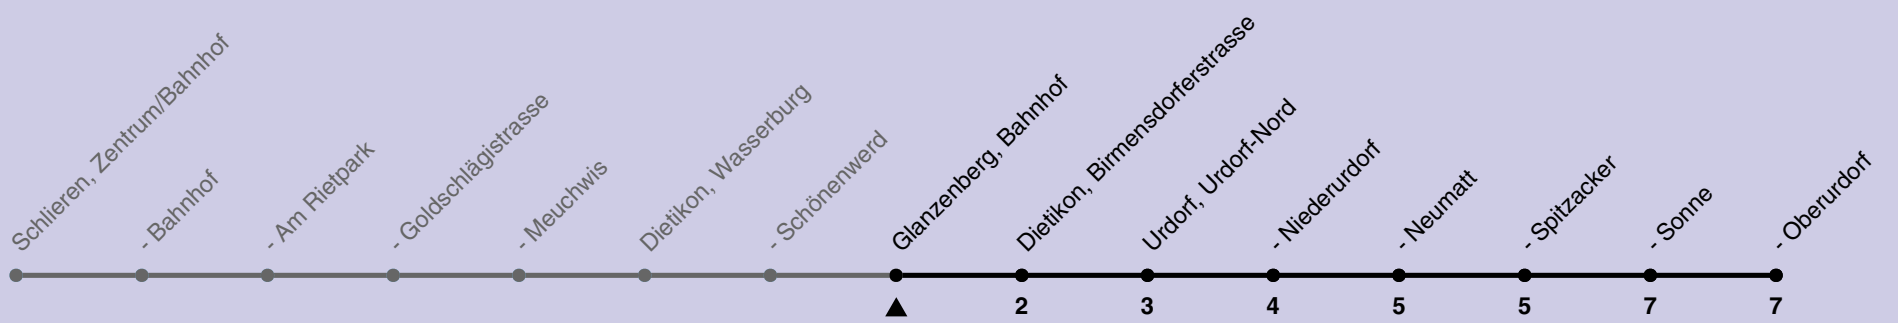 Schlieren, Zentrum/Bahnhof
- Bahnhof
- Am Rietpark
- Goldschlägistrasse
- Meuchwis
Dietikon, Wasserburg
- Schönenwerd
Glanzenberg, Bahnhof
Dietikon, Birmensdorferstrasse
Urdorf, Urdorf-Nord
- Niederurdorf
- Neumatt
- Spitzacker
- Sonne
- Oberurdorf
2 3 4 5 5 7 7